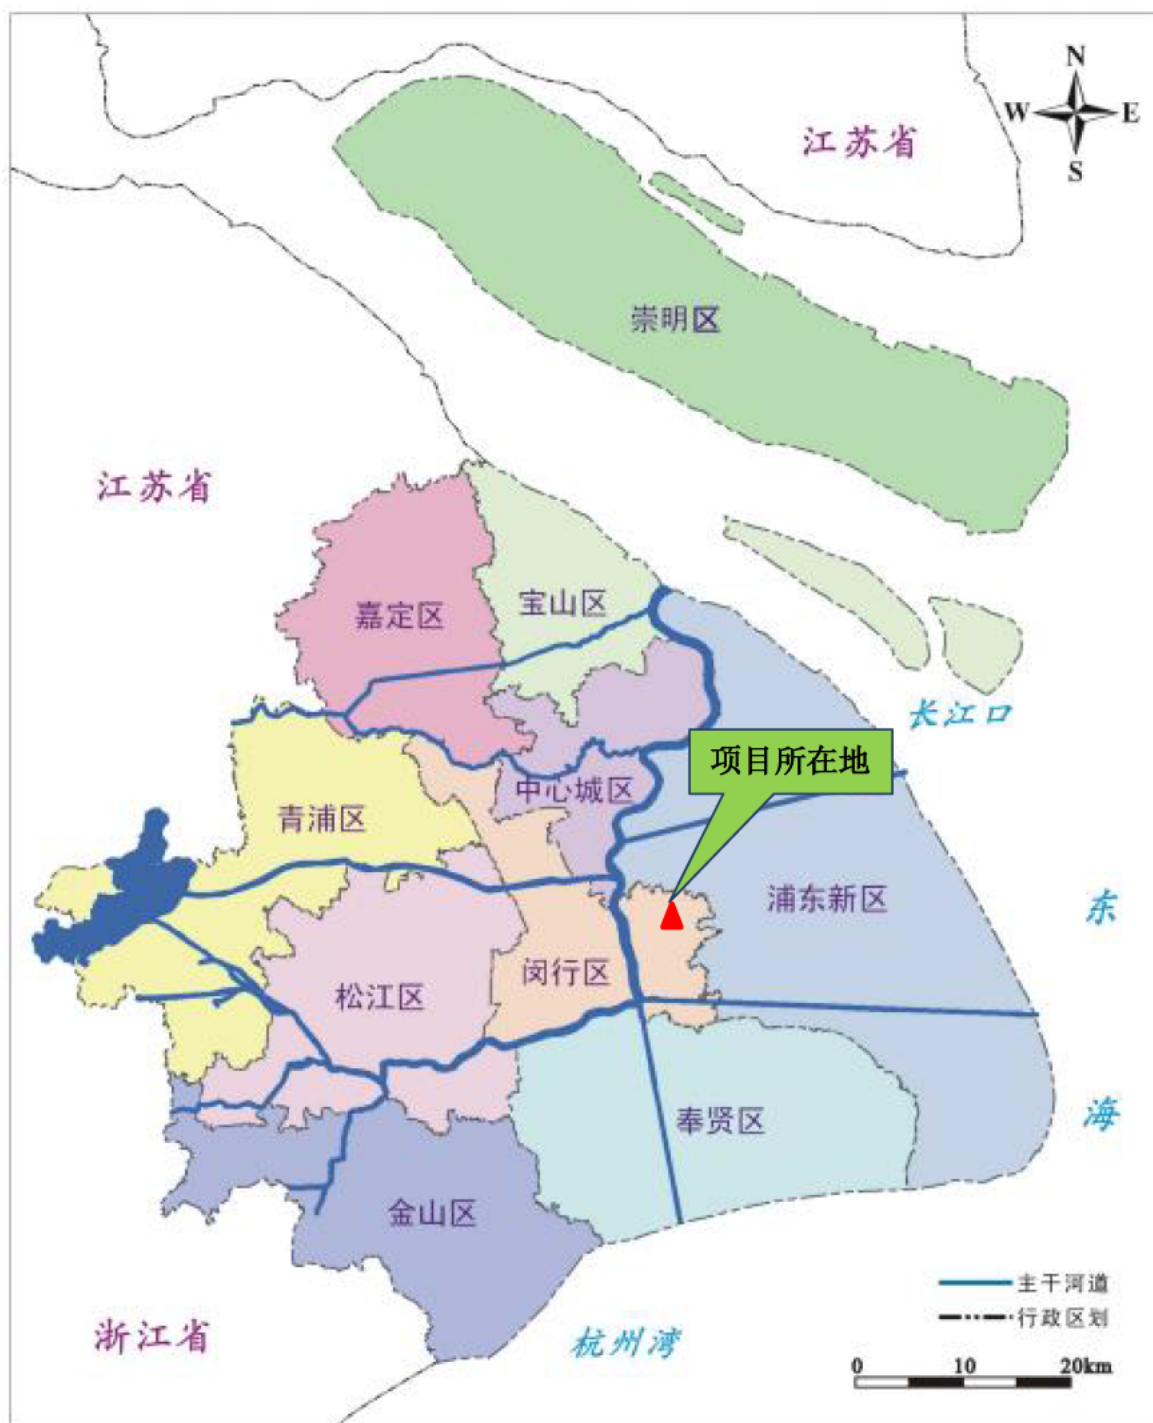 N
W E
S
江苏省
崇明区
江苏省
嘉定区
宝山区
长江口
项目所在地
中心城区
青浦区
浦东新区
东
闵行区
松江区
海
奉贤区
金山区
主干河道
行政区划
浙江省
杭州湾
0 10 20km